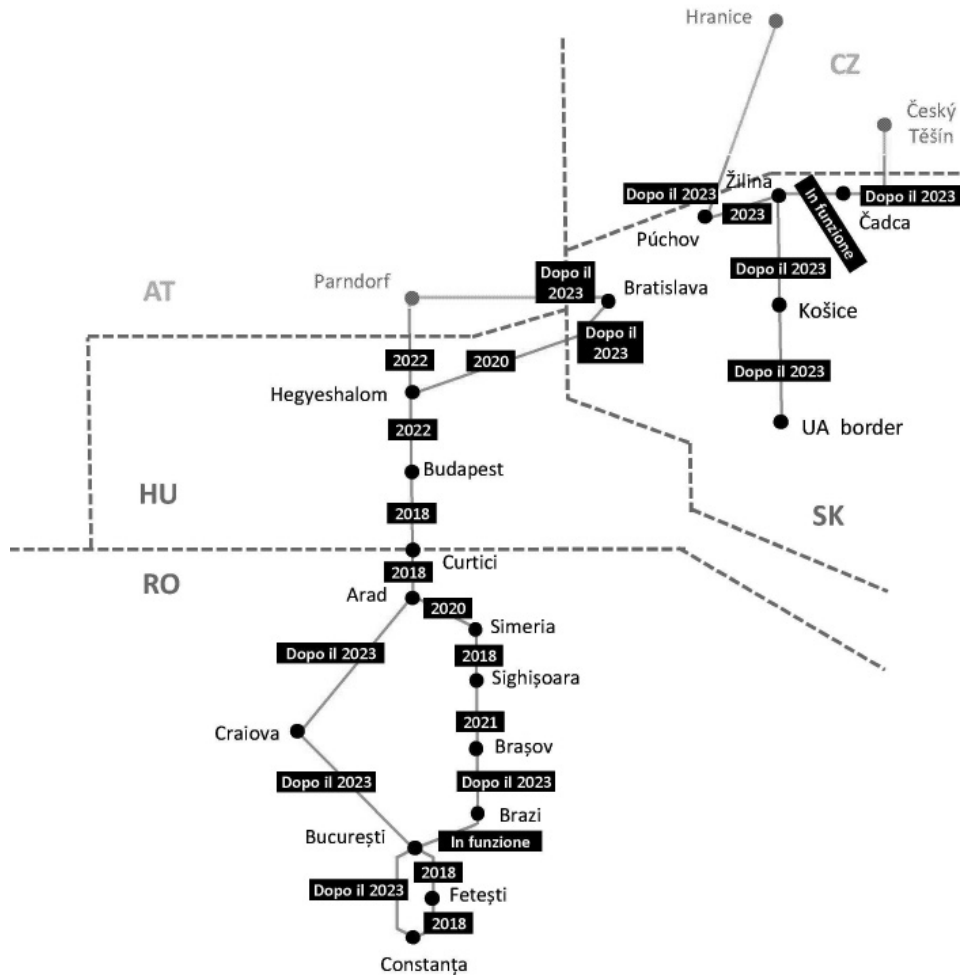 Hranice
CZ
Český
Těšín
Žilina
Dopo il 2023
In funzione
Dopo il 2023
2023
Čadca
Púchov
Dopo il 2023
Dopo il
2023
Bratislava
Parndorf
AT
Košice
Dopo il
2023
2022
2020
Dopo il 2023
Hegyeshalom
UA border
2022
Budapest
HU
2018
SK
Curtici
2018
RO
Arad
2020
Simeria
Dopo il 2023
2018
Sighișoara
2021
Craiova
Brașov
Dopo il 2023
Dopo il 2023
Brazi
București
In funzione
2018
Dopo il 2023
Fetești
2018
Constanța